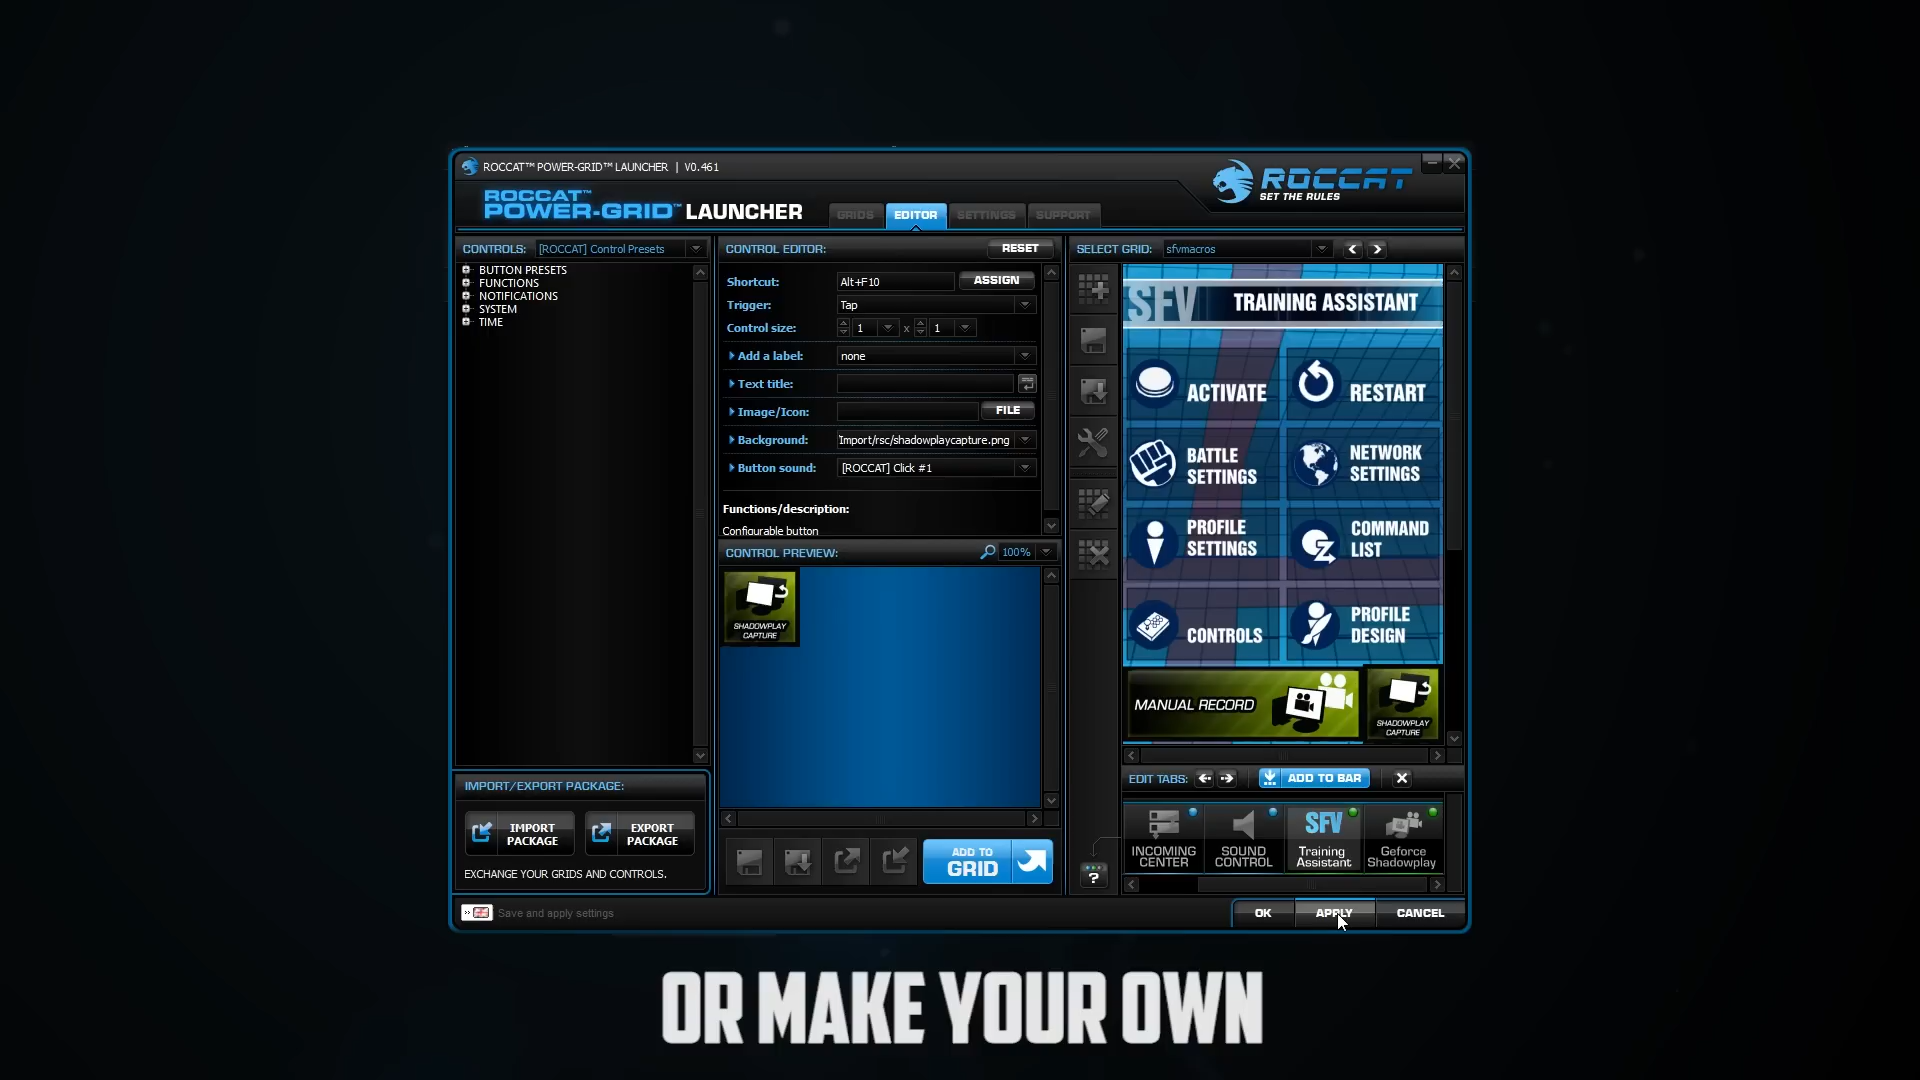 ROCCAT™ POWER-GRID™ LAUNCHER | V0.461
ROCCAT™
POWER-GRID™ LAUNCHER
GRIDS
EDITOR
SETTINGS
SUPPORT
ROCCAT
SET THE RULES
CONTROLS: [ROCCAT] Control Presets
BUTTON PRESETS
FUNCTIONS
NOTIFICATIONS
SYSTEM
TIME
IMPORT/EXPORT PACKAGE:
IMPORT
PACKAGE
EXPORT
PACKAGE
EXCHANGE YOUR GRIDS AND CONTROLS.
CONTROL EDITOR: RESET
Shortcut: Alt+F10 ASSIGN
Trigger: Tap
Control size: 1 x 1
Add a label: none
Text title:
Image/Icon: FILE
Background: Import/rsc/shadowplaycapture.png
Button sound: [ROCCAT] Click #1
Functions/description:
Configurable button
CONTROL PREVIEW: 100%
SHADOWPLAY
CAPTURE
ADD TO
GRID
SELECT GRID: sfvmacros
SFV TRAINING ASSISTANT
ACTIVATE
RESTART
BATTLE
SETTINGS
NETWORK
SETTINGS
PROFILE
SETTINGS
COMMAND
LIST
CONTROLS
PROFILE
DESIGN
MANUAL RECORD
SHADOWPLAY
CAPTURE
EDIT TABS: ADD TO BAR
INCOMING
CENTER
SOUND
CONTROL
SFV
Training
Assistant
Geforce
Shadowplay
?
Save and apply settings
OK
APPLY
CANCEL
OR MAKE YOUR OWN